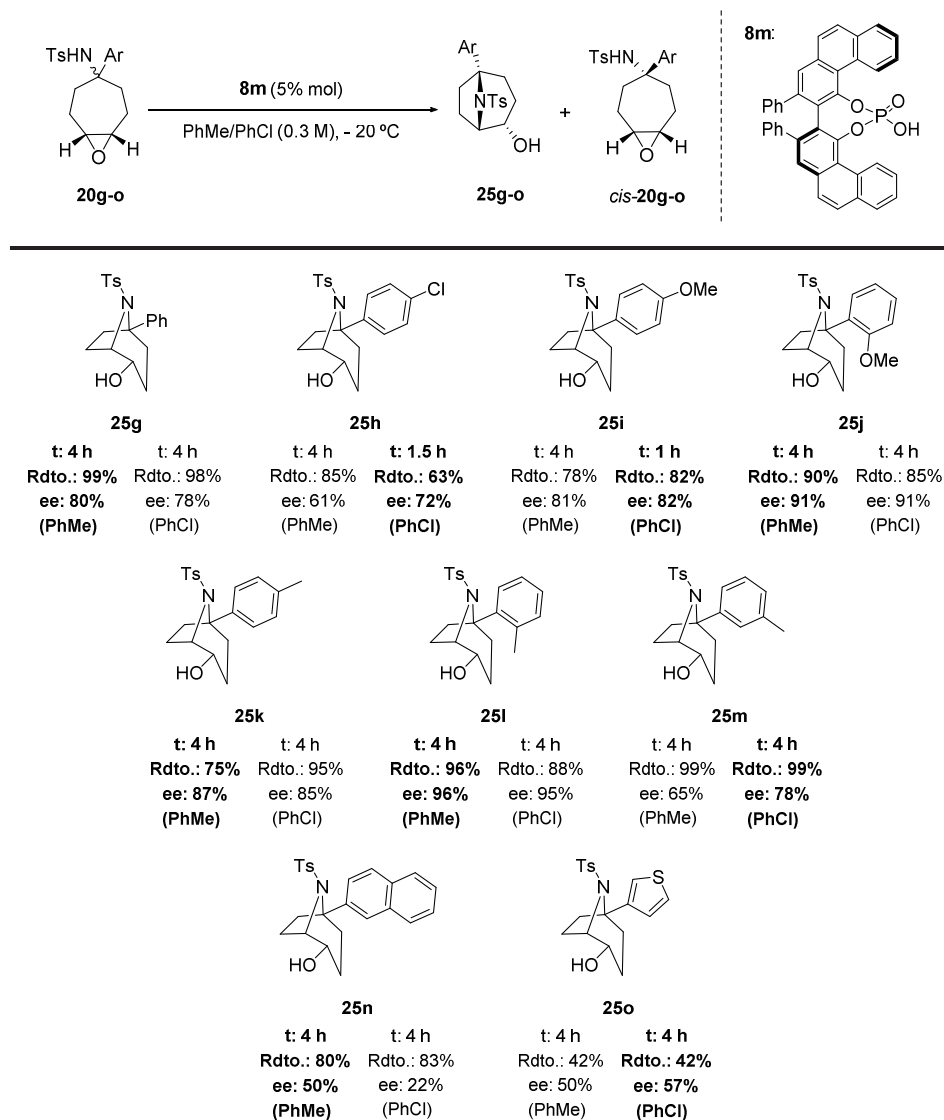 TsHN Ar
H O H
20g-o
8m (5% mol)
PhMe/PhCl (0.3 M), - 20 ºC
Ar
NTs
OH
25g-o
+
TsHN Ar
H O H
cis-20g-o
8m:
Ph
Ph
O
O
P
O
OH
Ts
N
Ph
HO
25g
t: 4 h t: 4 h
Rdto.: 99% Rdto.: 98%
ee: 80% ee: 78%
(PhMe) (PhCl)
Ts
N
Cl
HO
25h
t: 4 h t: 1.5 h
Rdto.: 85% Rdto.: 63%
ee: 61% ee: 72%
(PhMe) (PhCl)
Ts
N
OMe
HO
25i
t: 4 h t: 1 h
Rdto.: 78% Rdto.: 82%
ee: 81% ee: 82%
(PhMe) (PhCl)
Ts
N
OMe
HO
25j
t: 4 h t: 4 h
Rdto.: 90% Rdto.: 85%
ee: 91% ee: 91%
(PhMe) (PhCl)
Ts
N
HO
25k
t: 4 h t: 4 h
Rdto.: 75% Rdto.: 95%
ee: 87% ee: 85%
(PhMe) (PhCl)
Ts
N
HO
25l
t: 4 h t: 4 h
Rdto.: 96% Rdto.: 88%
ee: 96% ee: 95%
(PhMe) (PhCl)
Ts
N
HO
25m
t: 4 h t: 4 h
Rdto.: 99% Rdto.: 99%
ee: 65% ee: 78%
(PhMe) (PhCl)
Ts
N
HO
25n
t: 4 h t: 4 h
Rdto.: 80% Rdto.: 83%
ee: 50% ee: 22%
(PhMe) (PhCl)
Ts
N
S
HO
25o
t: 4 h t: 4 h
Rdto.: 42% Rdto.: 42%
ee: 50% ee: 57%
(PhMe) (PhCl)